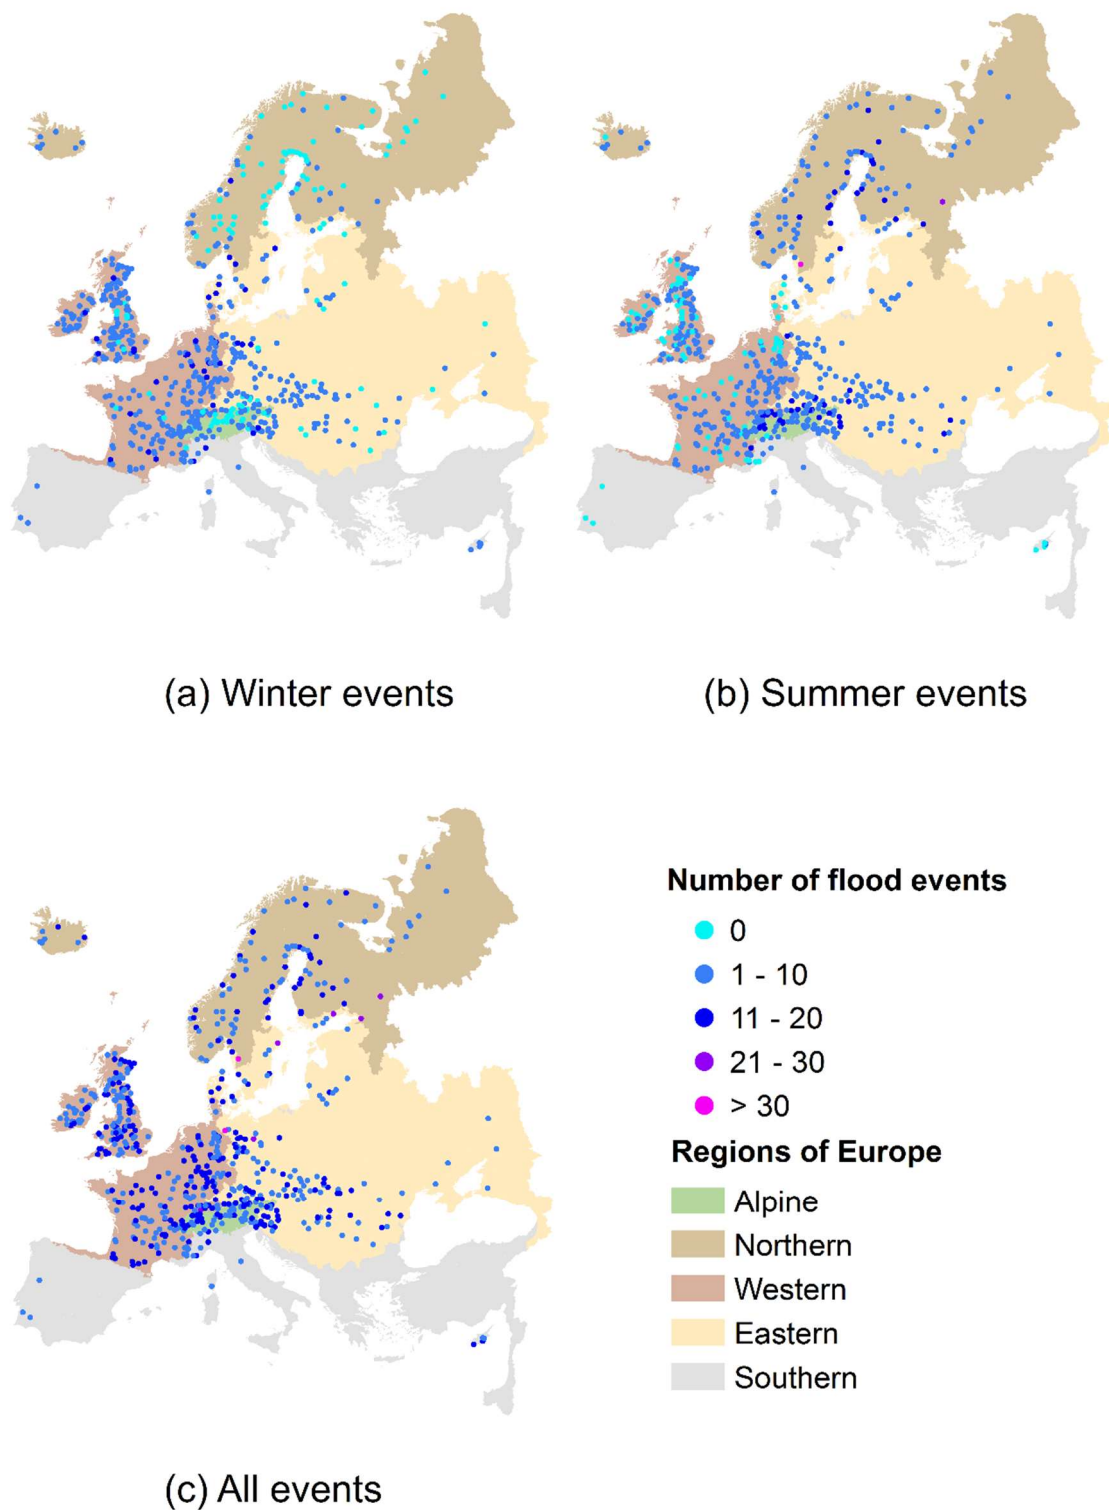 (a) Winter events
(b) Summer events
Number of flood events
0
1 - 10
11 - 20
21 - 30
> 30
Regions of Europe
Alpine
Northern
Western
Eastern
Southern
(c) All events